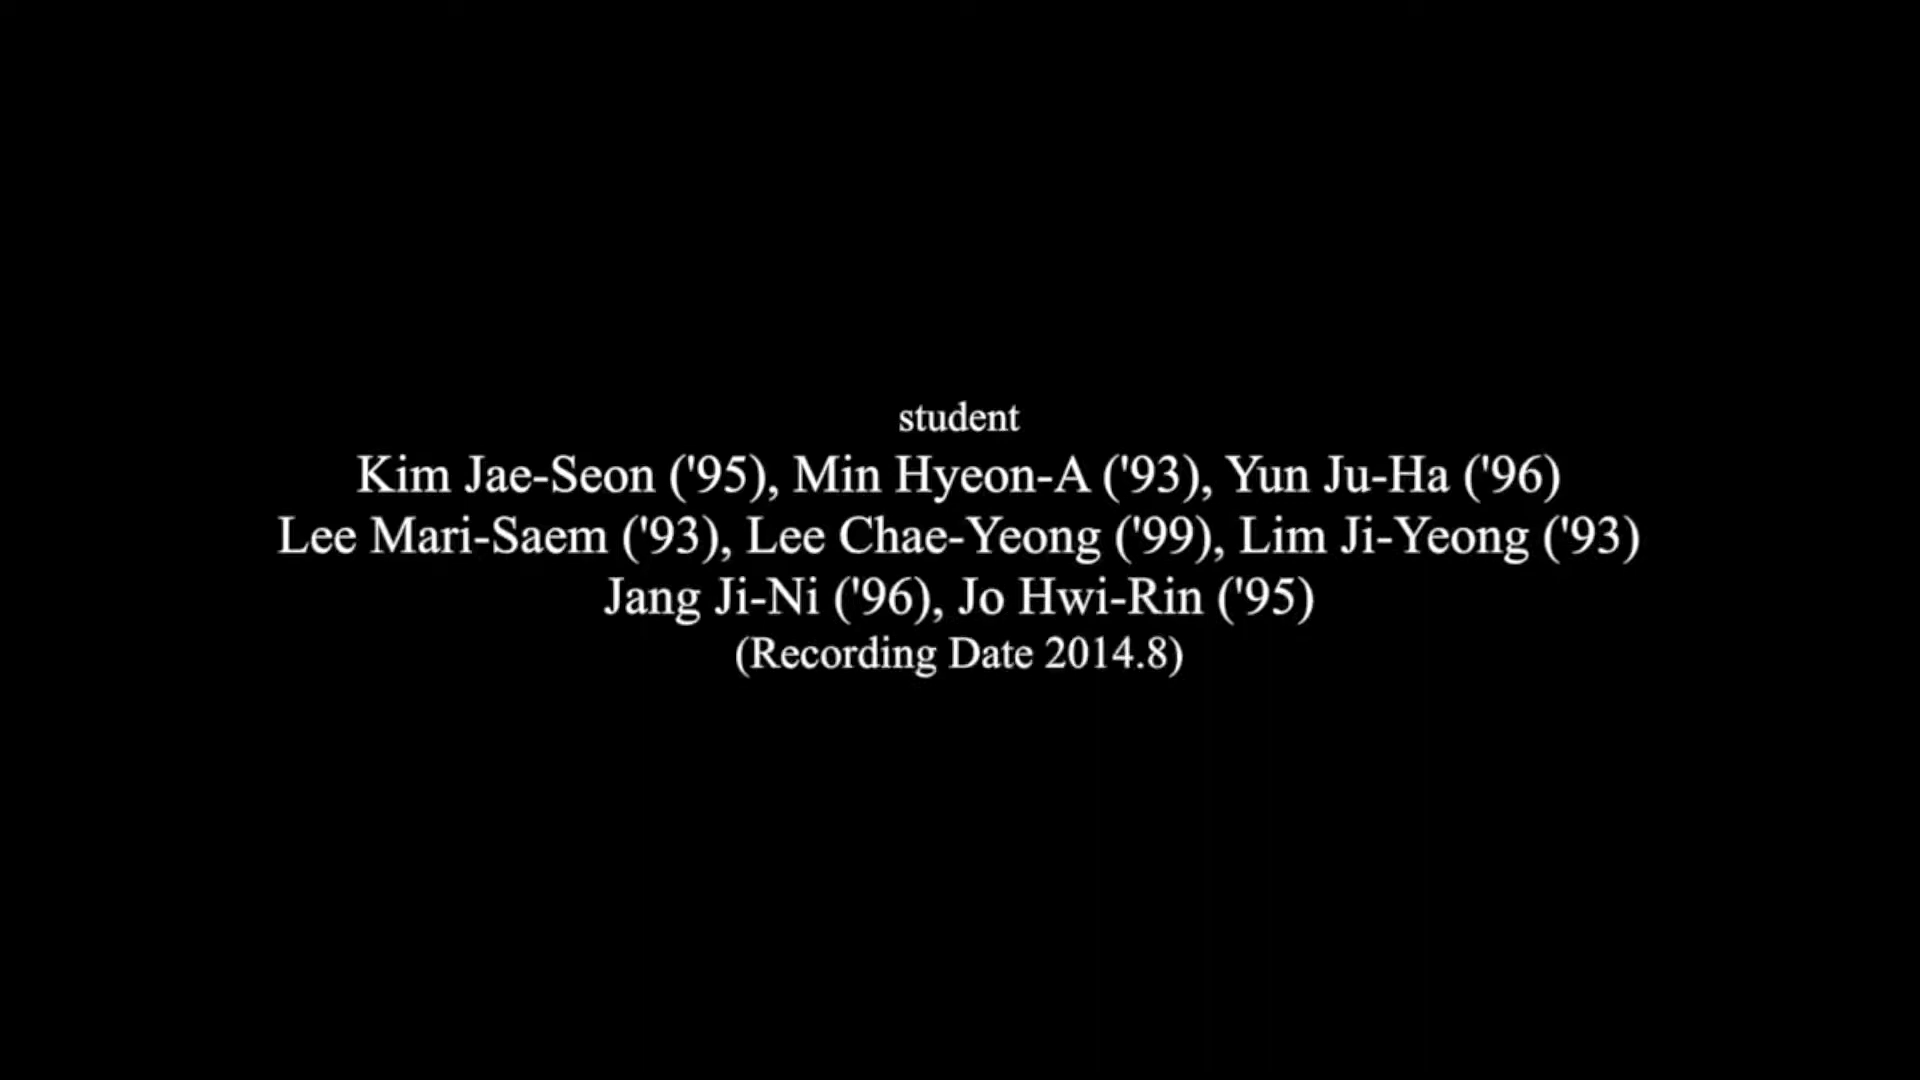 student
Kim Jae-Seon ('95), Min Hyeon-A ('93), Yun Ju-Ha ('96)
Lee Mari-Saem ('93), Lee Chae-Yeong ('99), Lim Ji-Yeong ('93)
Jang Ji-Ni ('96), Jo Hwi-Rin ('95)
(Recording Date 2014.8)